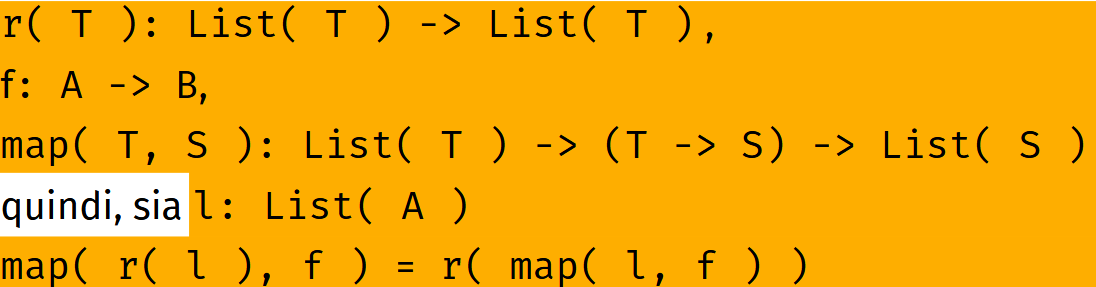 r( T ): List( T ) -> List( T ),
f: A -> B,
map( T, S ): List( T ) -> (T -> S) -> List( S )
quindi, sia l: List( A )
map( r( l ), f ) = r( map( l, f ) )